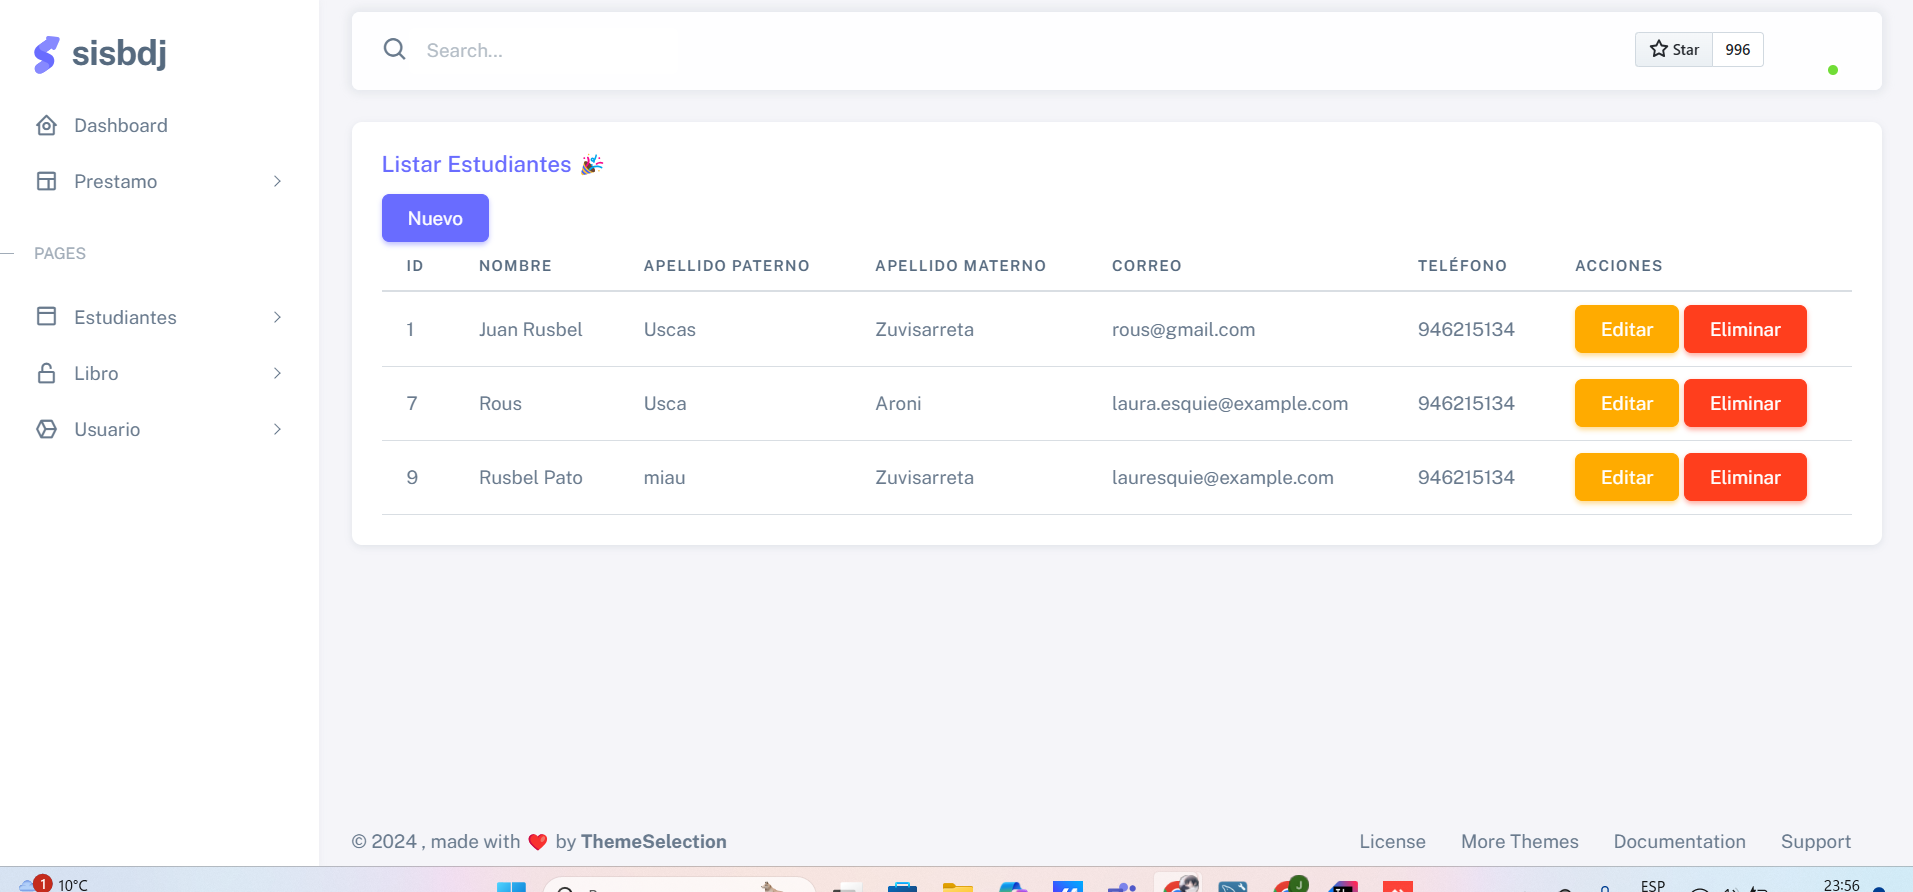 sisbdj
Search...
Star 996
Dashboard
Prestamo
PAGES
Estudiantes
Libro
Usuario
Listar Estudiantes 🎉
Nuevo
ID NOMBRE APELLIDO PATERNO APELLIDO MATERNO CORREO TELÉFONO ACCIONES
1 Juan Rusbel Uscas Zuvisarreta rous@gmail.com 946215134 Editar Eliminar
7 Rous Usca Aroni laura.esquie@example.com 946215134 Editar Eliminar
9 Rusbel Pato miau Zuvisarreta lauresquie@example.com 946215134 Editar Eliminar
© 2024 , made with ❤️ by ThemeSelection
License More Themes Documentation Support
1 10°C
J
ESP
23:56